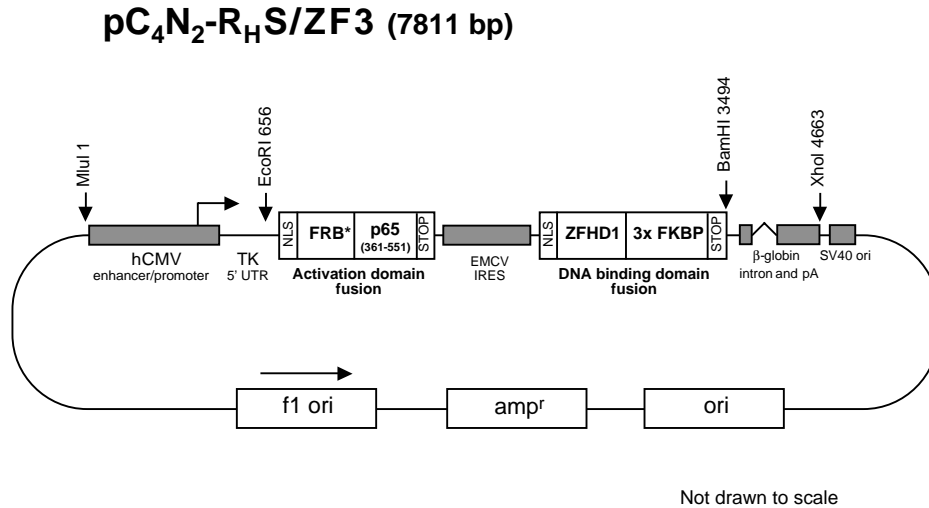 pC₄N₂-R_HS/ZF3 (7811 bp)
MluI 1
EcoRI 656
BamHI 3494
XhoI 4663
NLS FRB* p65 (361-551) STOP
NLS ZFHD1 3x FKBP STOP
hCMV
enhancer/promoter
TK
5' UTR
Activation domain
fusion
EMCV
IRES
DNA binding domain
fusion
β-globin
intron and pA
SV40 ori
f1 ori
ampʳ
ori
Not drawn to scale